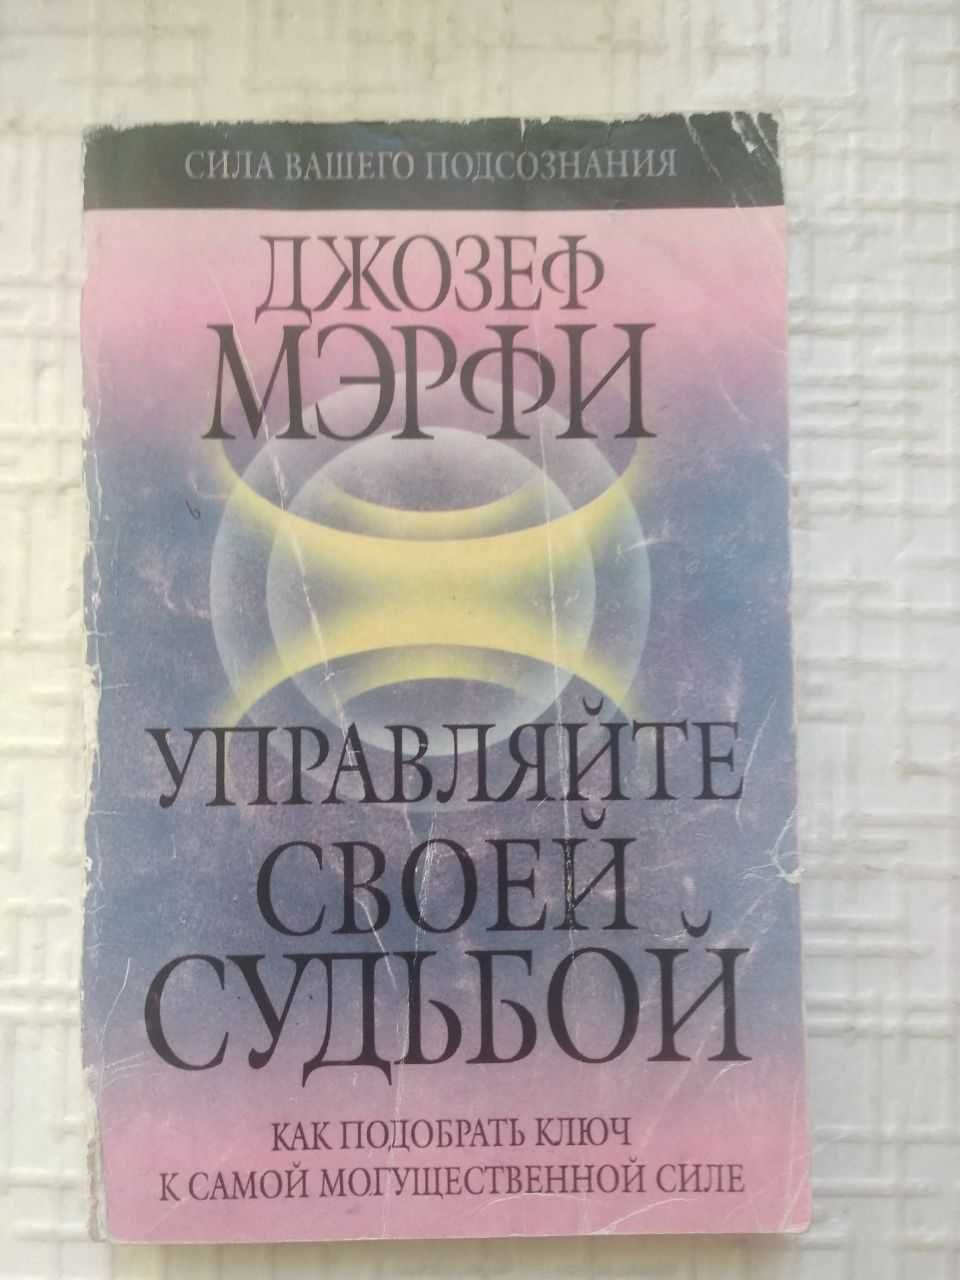 СИЛА ВАШЕГО ПОДСОЗНАНИЯ
ДЖОЗЕФ
МЭРФИ
УПРАВЛЯЙТЕ
СВОЕЙ
СУДЬБОЙ
КАК ПОДОБРАТЬ КЛЮЧ
К САМОЙ МОГУЩЕСТВЕННОЙ СИЛЕ